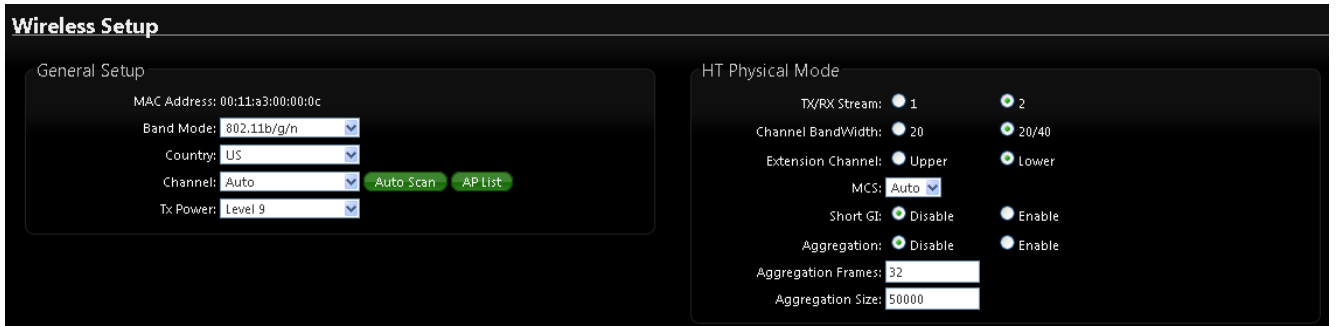 Wireless Setup
General Setup
MAC Address: 00:11:a3:00:00:0c
Band Mode: 802.11b/g/n
Country: US
Channel: Auto Auto Scan AP List
Tx Power: Level 9
HT Physical Mode
TX/RX Stream: 1 2
Channel BandWidth: 20 20/40
Extension Channel: Upper Lower
MCS: Auto
Short GI: Disable Enable
Aggregation: Disable Enable
Aggregation Frames: 32
Aggregation Size: 50000